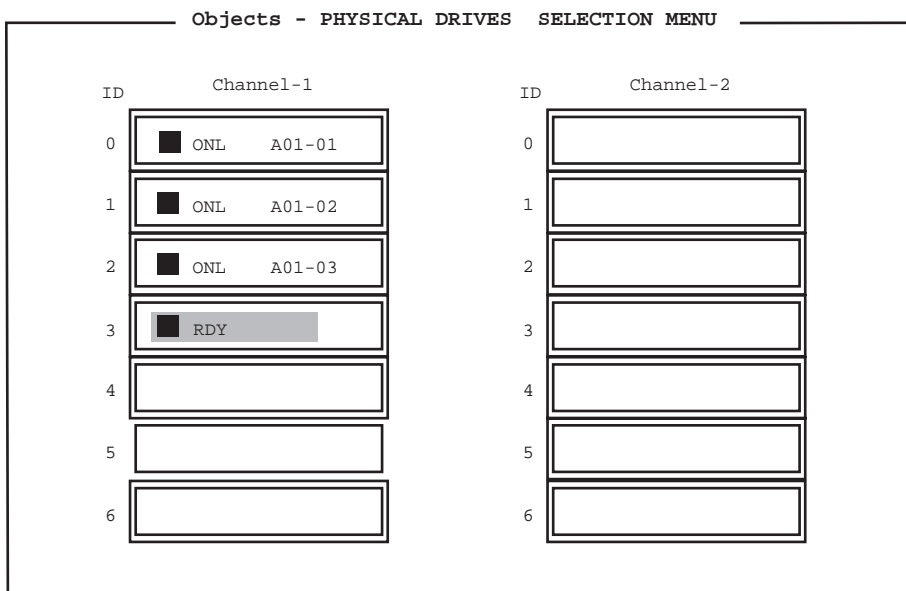 Objects - PHYSICAL DRIVES SELECTION MENU
ID Channel-1 ID Channel-2
0 ONL A01-01 0
1 ONL A01-02 1
2 ONL A01-03 2
3 RDY 3
4 4
5 5
6 6